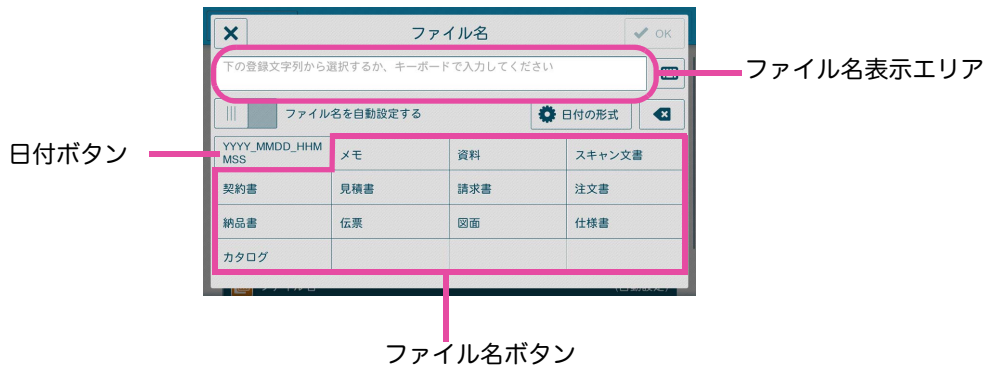 ファイル名
OK
下の登録文字列から選択するか、キーボードで入力してください
ファイル名表示エリア
ファイル名を自動設定する
日付の形式
日付ボタン
YYYY_MMDD_HHM
MSS
メモ
資料
スキャン文書
契約書
見積書
請求書
注文書
納品書
伝票
図面
仕様書
カタログ
ファイル名ボタン